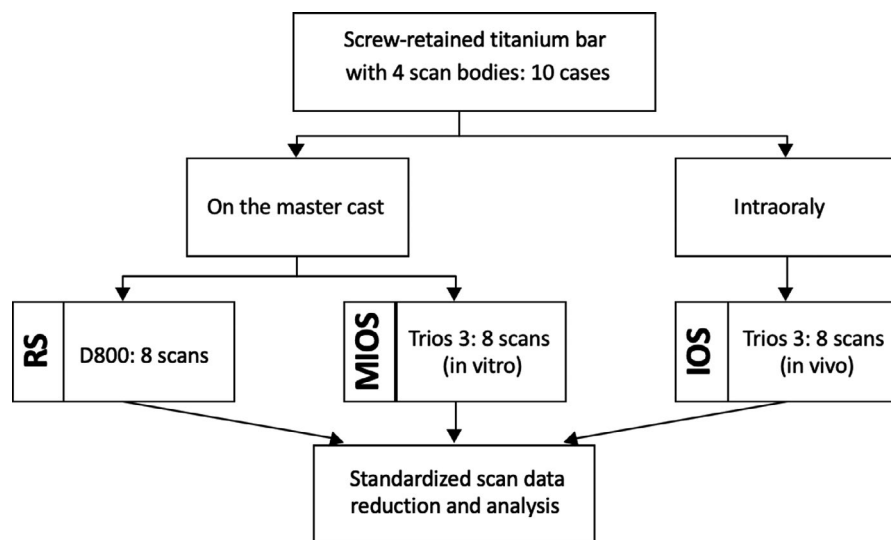 Screw-retained titanium bar
with 4 scan bodies: 10 cases
On the master cast
Intraoraly
RS
D800: 8 scans
MIOS
Trios 3: 8 scans
(in vitro)
IOS
Trios 3: 8 scans
(in vivo)
Standardized scan data
reduction and analysis